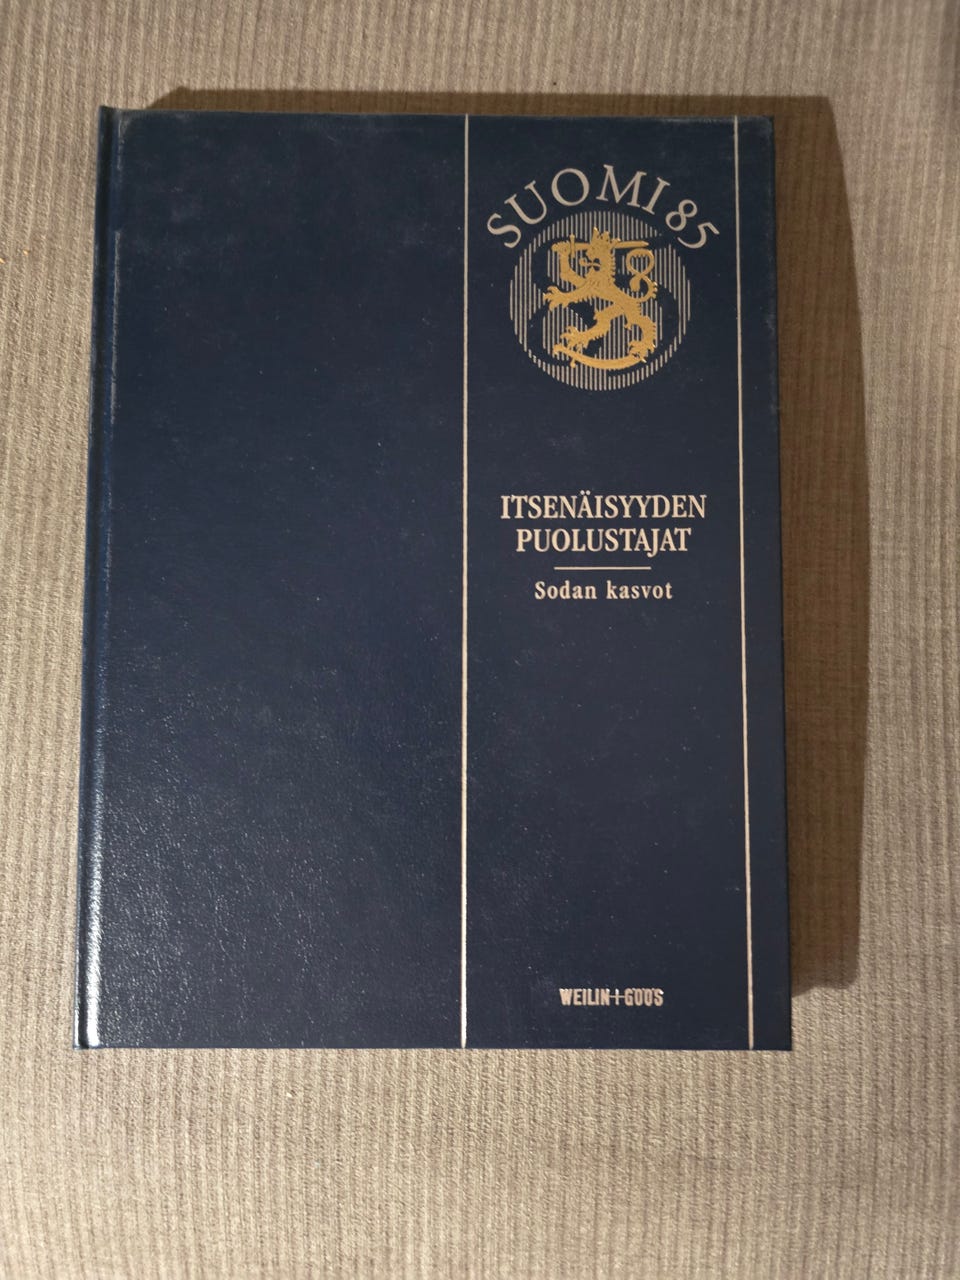 SUOMI 85
ITSENÄISYYDEN
PUOLUSTAJAT
Sodan kasvot
WEILIN+GÖÖS